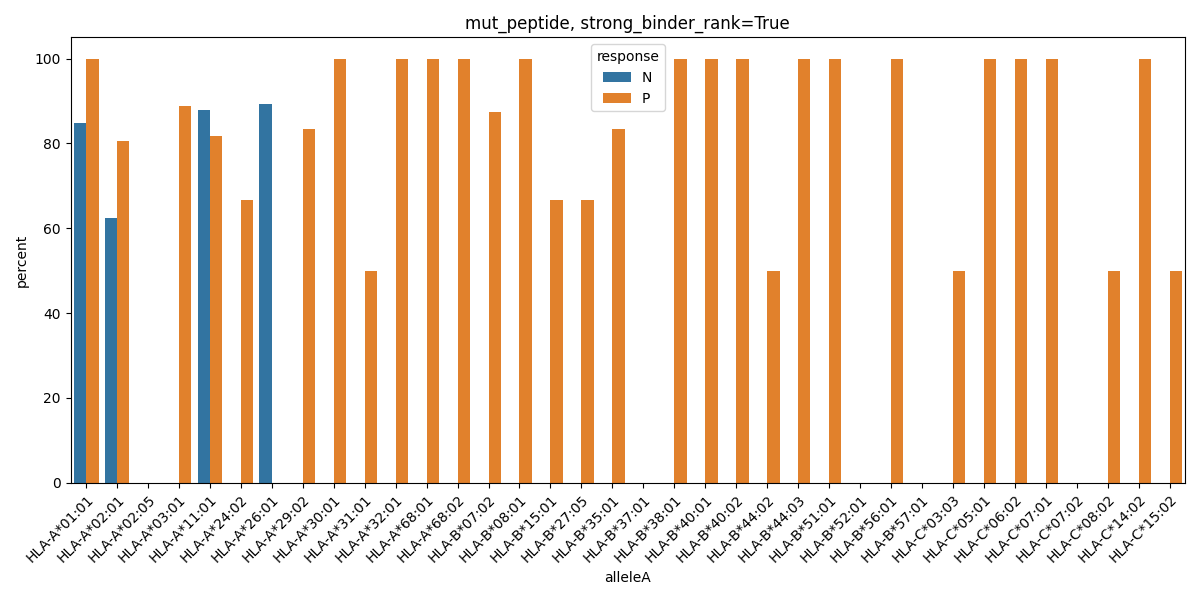 mut_peptide, strong_binder_rank=True
response
N
P
percent
100
80
60
40
20
0
HLA-A*01:01
HLA-A*02:01
HLA-A*02:05
HLA-A*03:01
HLA-A*11:01
HLA-A*24:02
HLA-A*26:01
HLA-A*29:02
HLA-A*30:01
HLA-A*31:01
HLA-A*32:01
HLA-A*68:01
HLA-A*68:02
HLA-B*07:02
HLA-B*08:01
HLA-B*15:01
HLA-B*27:05
HLA-B*35:01
HLA-B*37:01
HLA-B*38:01
HLA-B*40:01
HLA-B*40:02
HLA-B*44:02
HLA-B*44:03
HLA-B*51:01
HLA-B*52:01
HLA-B*56:01
HLA-B*57:01
HLA-C*03:03
HLA-C*05:01
HLA-C*06:02
HLA-C*07:01
HLA-C*07:02
HLA-C*08:02
HLA-C*14:02
HLA-C*15:02
alleleA